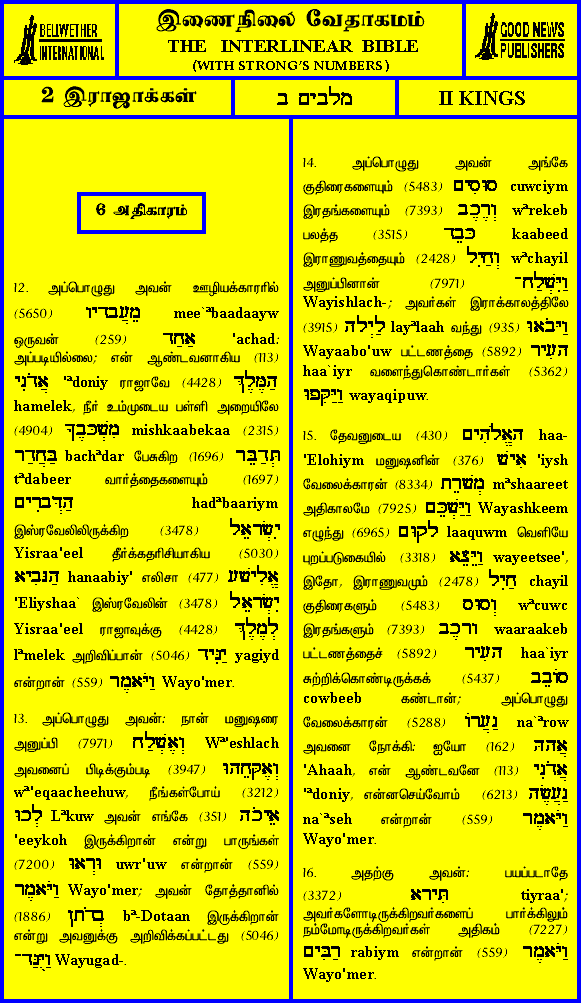 BELLWETHER
INTERNATIONAL
இணைநிலை வேதாகமம்
THE INTERLINEAR BIBLE
(WITH STRONG'S NUMBERS)
GOOD NEWS
PUBLISHERS
2 இராஜாக்கள்
מלכים ב
II KINGS
6 அதிகாரம்
12. அப்பொழுது அவன் ஊழியக்காரரில்
(5650) מֵעֲבדיו mee`ªbaadaayw
ஒருவன் (259) אַחַד 'achad:
அப்படியில்லை; என் ஆண்டவனாகிய (113)
אֲדֹנִי 'ªdoniy ராஜாவே (4428) הַמֶּלֶךְ
hamelek, நீர் உம்முடைய பள்ளி அறையிலே
(4904) מִשְׁכּבֶךָ mishkaabekaa (2315)
בַּחֲדַר bachªdar பேசுகிற (1696) תְּדַבֵּר
tªdabeer வார்த்தைகளையும் (1697)
הַדְּברִים hadªbaariym
இஸ்ரவேலிலிருக்கிற (3478) יִשְׂראֵל
Yisraa'eel தீர்க்கதரிசியாகிய (5030)
הַנּבִיא hanaabiy' எலிசா (477) אֱלִישׁע
'Eliyshaa` இஸ்ரவேலின் (3478) יִשְׂראֵל
Yisraa'eel ராஜாவுக்கு (4428) לְמֶלֶךְ
lªmelek அறிவிப்பான் (5046) יַגִּיד yagiyd
என்றான் (559) וַיֹּאמֶר Wayo'mer.
13. அப்பொழுது அவன்: நான் மனுஷரை
அனுப்பி (7971) וְאֶשְׁלַח Wª'eshlach
அவனைப் பிடிக்கும்படி (3947) וְאֶקּחֵהוּ
wª'eqaacheehuw, நீங்கள்போய் (3212)
לְכוּ Lªkuw அவன் எங்கே (351) אֵיכֹה
'eeykoh இருக்கிறான் என்று பாருங்கள்
(7200) וּרְאוּ uwr'uw என்றான் (559)
וַיֹּאמֶר Wayo'mer; அவன் தோத்தானில்
(1886) בְדֹתן bª-Dotaan இருக்கிறான்
என்று அவனுக்கு அறிவிக்கப்பட்டது (5046)
וַיֻּגַּד־ Wayugad-.
14. அப்பொழுது அவன் அங்கே
குதிரைகளையும் (5483) סוּסִים cuwciym
இரதங்களையும் (7393) וְרֶכֶב wªrekeb
பலத்த (3515) כּבֵד kaabeed
இராணுவத்தையும் (2428) וְחַיִל wªchayil
அனுப்பினான் (7971) וַיִּשְׁלַח־
Wayishlach-; அவர்கள் இராக்காலத்திலே
(3915) לַיְלה layªlaah வந்து (935) וַיּבֹאוּ
Wayaabo'uw பட்டணத்தை (5892) העִיר
haa`iyr வளைந்துகொண்டார்கள் (5362)
וַיַּקִּפוּ wayaqipuw.
15. தேவனுடைய (430) האֱלֹהִים haa-
'Elohiym மனுஷனின் (376) אִישׁ 'iysh
வேலைக்காரன் (8334) מְשׁרֵת mªshaareet
அதிகாலமே (7925) וַיַּשְׁכֵּם Wayashkeem
எழுந்து (6965) לקוּם laaquwm வெளியே
புறப்படுகையில் (3318) וַיֵּצֵא wayeetsee',
இதோ, இராணுவமும் (2478) חַיִל chayil
குதிரைகளும் (5483) וְסוּס wªcuwc
இரதங்களும் (7393) ורכֶב waaraakeb
பட்டணத்தைச் (5892) העִיר haa`iyr
சுற்றிக்கொண்டிருக்கக் (5437) סוֹבֵב
cowbeeb கண்டான்; அப்பொழுது
வேலைக்காரன் (5288) נַעֲרוֹ na`ªrow
அவனை நோக்கி: ஐயோ (162) אֲההּ
'Ahaah, என் ஆண்டவனே (113) אֲדֹנִי
'ªdoniy, என்னசெய்வோம் (6213) נַעֲשֶׂה
na`ªseh என்றான் (559) וַיֹּאמֶר
Wayo'mer.
16. அதற்கு அவன்: பயப்படாதே
(3372) תִּירא tiyraa';
அவர்களோடிருக்கிறவர்களைப் பார்க்கிலும்
நம்மோடிருக்கிறவர்கள் அதிகம் (7227)
רַבִּים rabiym என்றான் (559) וַיֹּאמֶר
Wayo'mer.